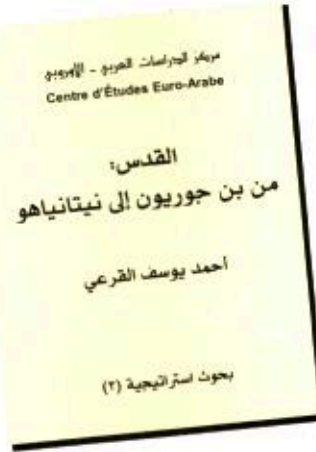 مركز الدراسات العربي - الأوروبي
Centre d'Études Euro-Arabe
القدس:
من بن جوريون إلى نيتانياهو
أحمد يوسف القرعي
بحوث استراتيجية (٢)